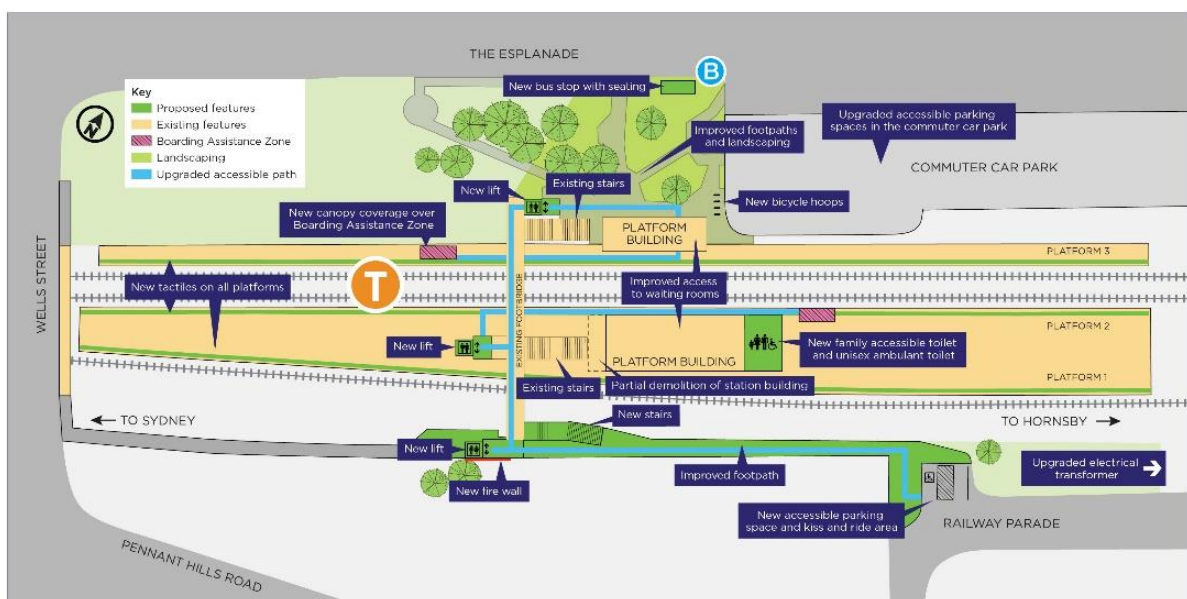 THE ESPLANADE
B
New bus stop with seating
Key
Proposed features
Existing features
Boarding Assistance Zone
Landscaping
Upgraded accessible path
N
Improved footpaths
and landscaping
Upgraded accessible parking
spaces in the commuter car park
COMMUTER CAR PARK
New lift
Existing stairs
New bicycle hoops
New canopy coverage over
Boarding Assistance Zone
PLATFORM
BUILDING
PLATFORM 3
WELLS STREET
T
New tactiles on all platforms
EXISTING FOOTBRIDGE
Improved access
to waiting rooms
PLATFORM 2
New lift
PLATFORM BUILDING
New family accessible toilet
and unisex ambulant toilet
Existing stairs
Partial demolition of station building
PLATFORM 1
New stairs
TO SYDNEY
TO HORNSBY
New lift
Improved footpath
Upgraded electrical
transformer
New fire wall
New accessible parking
space and kiss and ride area
RAILWAY PARADE
PENNANT HILLS ROAD